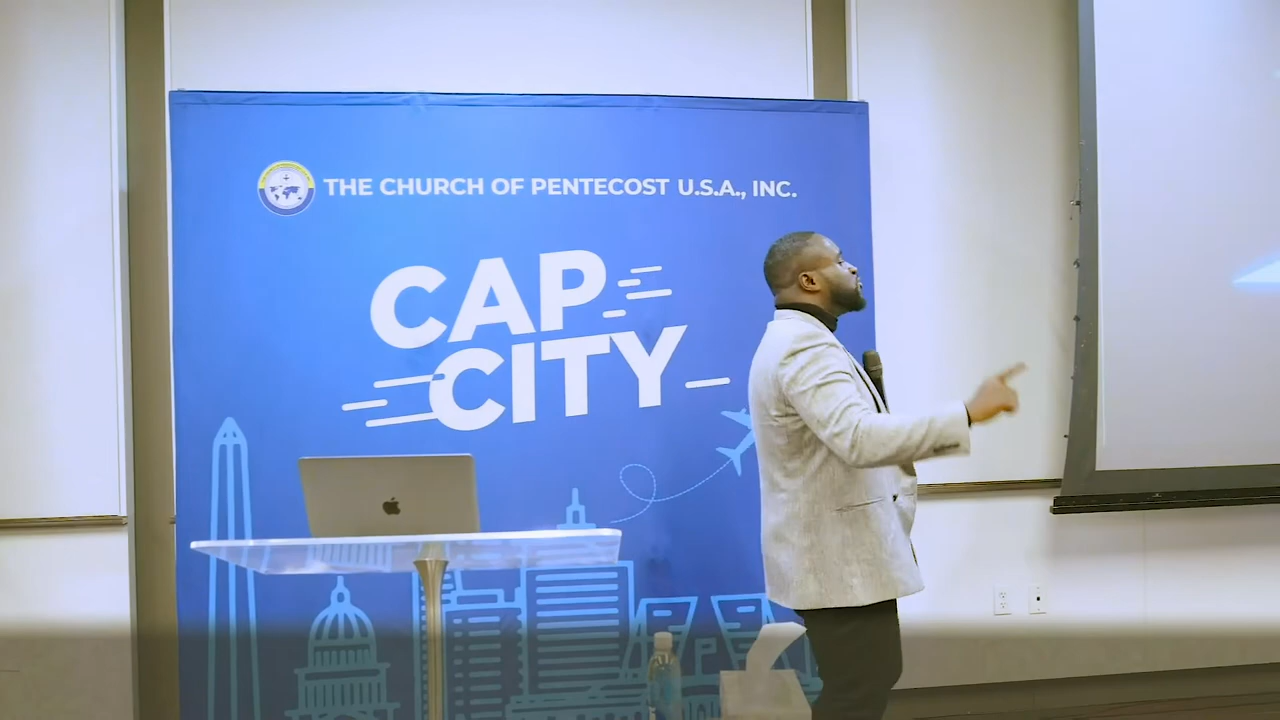 THE CHURCH OF PENTECOST U.S.A., INC.
CAP
CITY